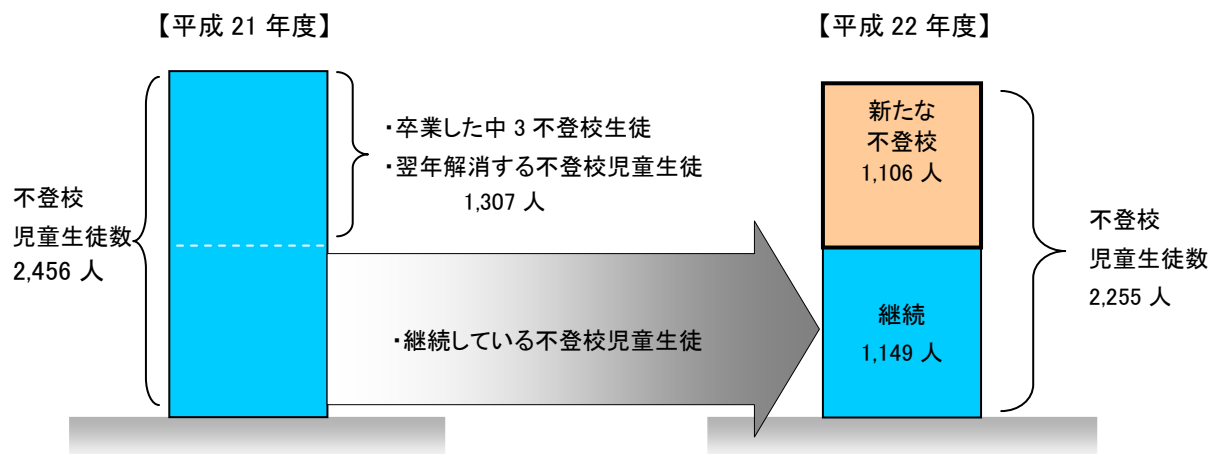 【平成 21 年度】
不登校
児童生徒数
2,456 人
・卒業した中 3 不登校生徒
・翌年解消する不登校児童生徒
1,307 人
・継続している不登校児童生徒
【平成 22 年度】
新たな
不登校
1,106 人
継続
1,149 人
不登校
児童生徒数
2,255 人